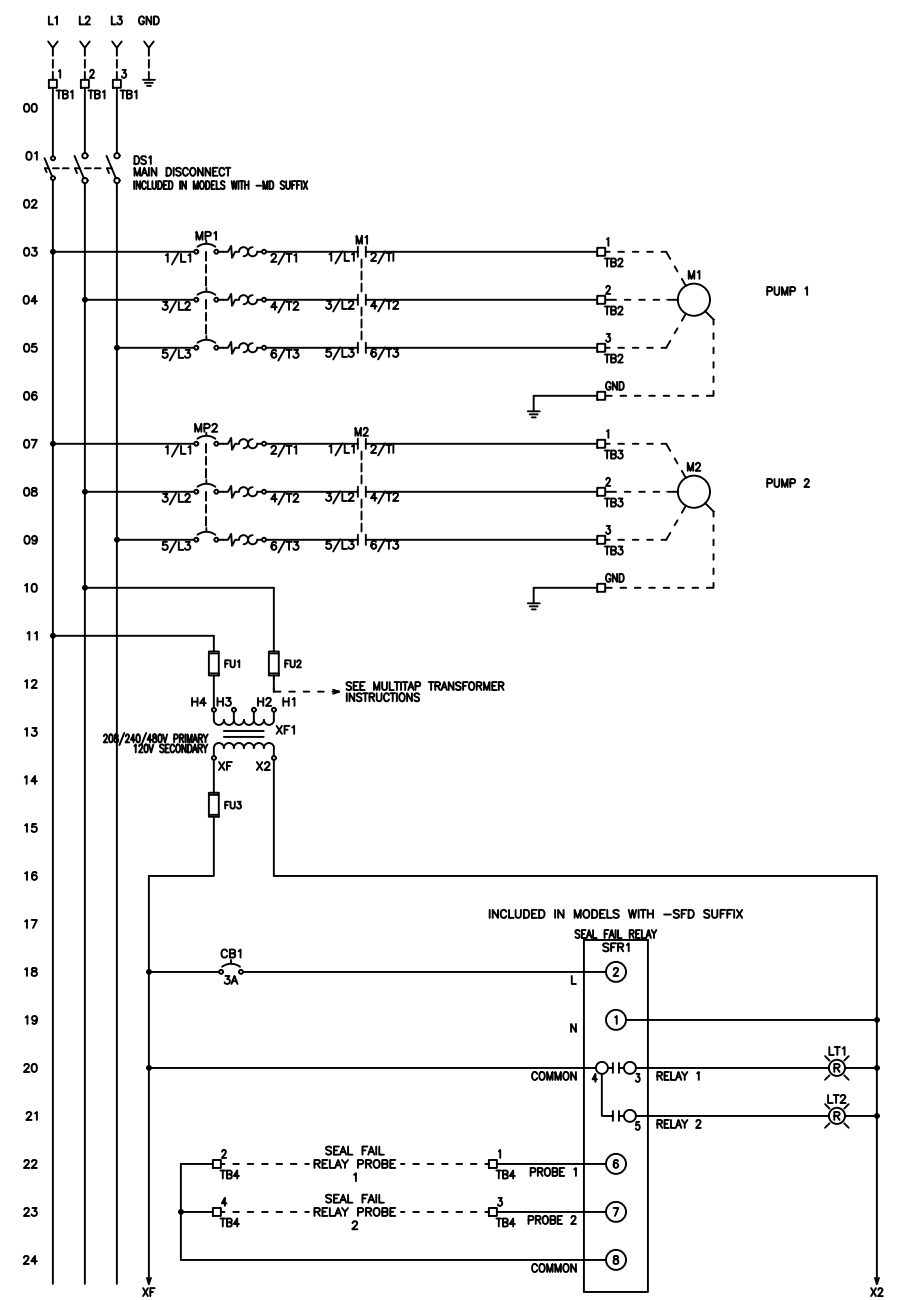 L1 L2 L3 GND
1 2 3
TB1 TB1 TB1
00
01
DS1
MAIN DISCONNECT
INCLUDED IN MODELS WITH -MD SUFFIX
02
MP1 M1 1
03 1/L1 2/T1 1/L1 2/TI TB2
M1
2
04 3/L2 4/T2 3/L2 4/T2 TB2
PUMP 1
3
05 5/L3 6/T3 5/L3 6/T3 TB2
GND
06
MP2 M2 1
07 1/L1 2/T1 1/L1 2/TI TB3
M2
2
08 3/L2 4/T2 3/L2 4/T2 TB3
PUMP 2
3
09 5/L3 6/T3 5/L3 6/T3 TB3
GND
10
11
FU1 FU2
12
SEE MULTITAP TRANSFORMER
INSTRUCTIONS
H4 H3 H2 H1
13
XF1
208/240/480V PRIMARY
120V SECONDARY
XF X2
14
FU3
15
16
17
INCLUDED IN MODELS WITH -SFD SUFFIX
SEAL FAIL RELAY
SFR1
CB1
18 2
3A L
19 1
N
LT1
20 R
COMMON 4 3 RELAY 1
LT2
21 R
5 RELAY 2
SEAL FAIL
22 2 RELAY PROBE 1 6
1
TB4 TB4 PROBE 1
SEAL FAIL
23 4 RELAY PROBE 3 7
2
TB4 TB4 PROBE 2
24 8
COMMON
XF X2